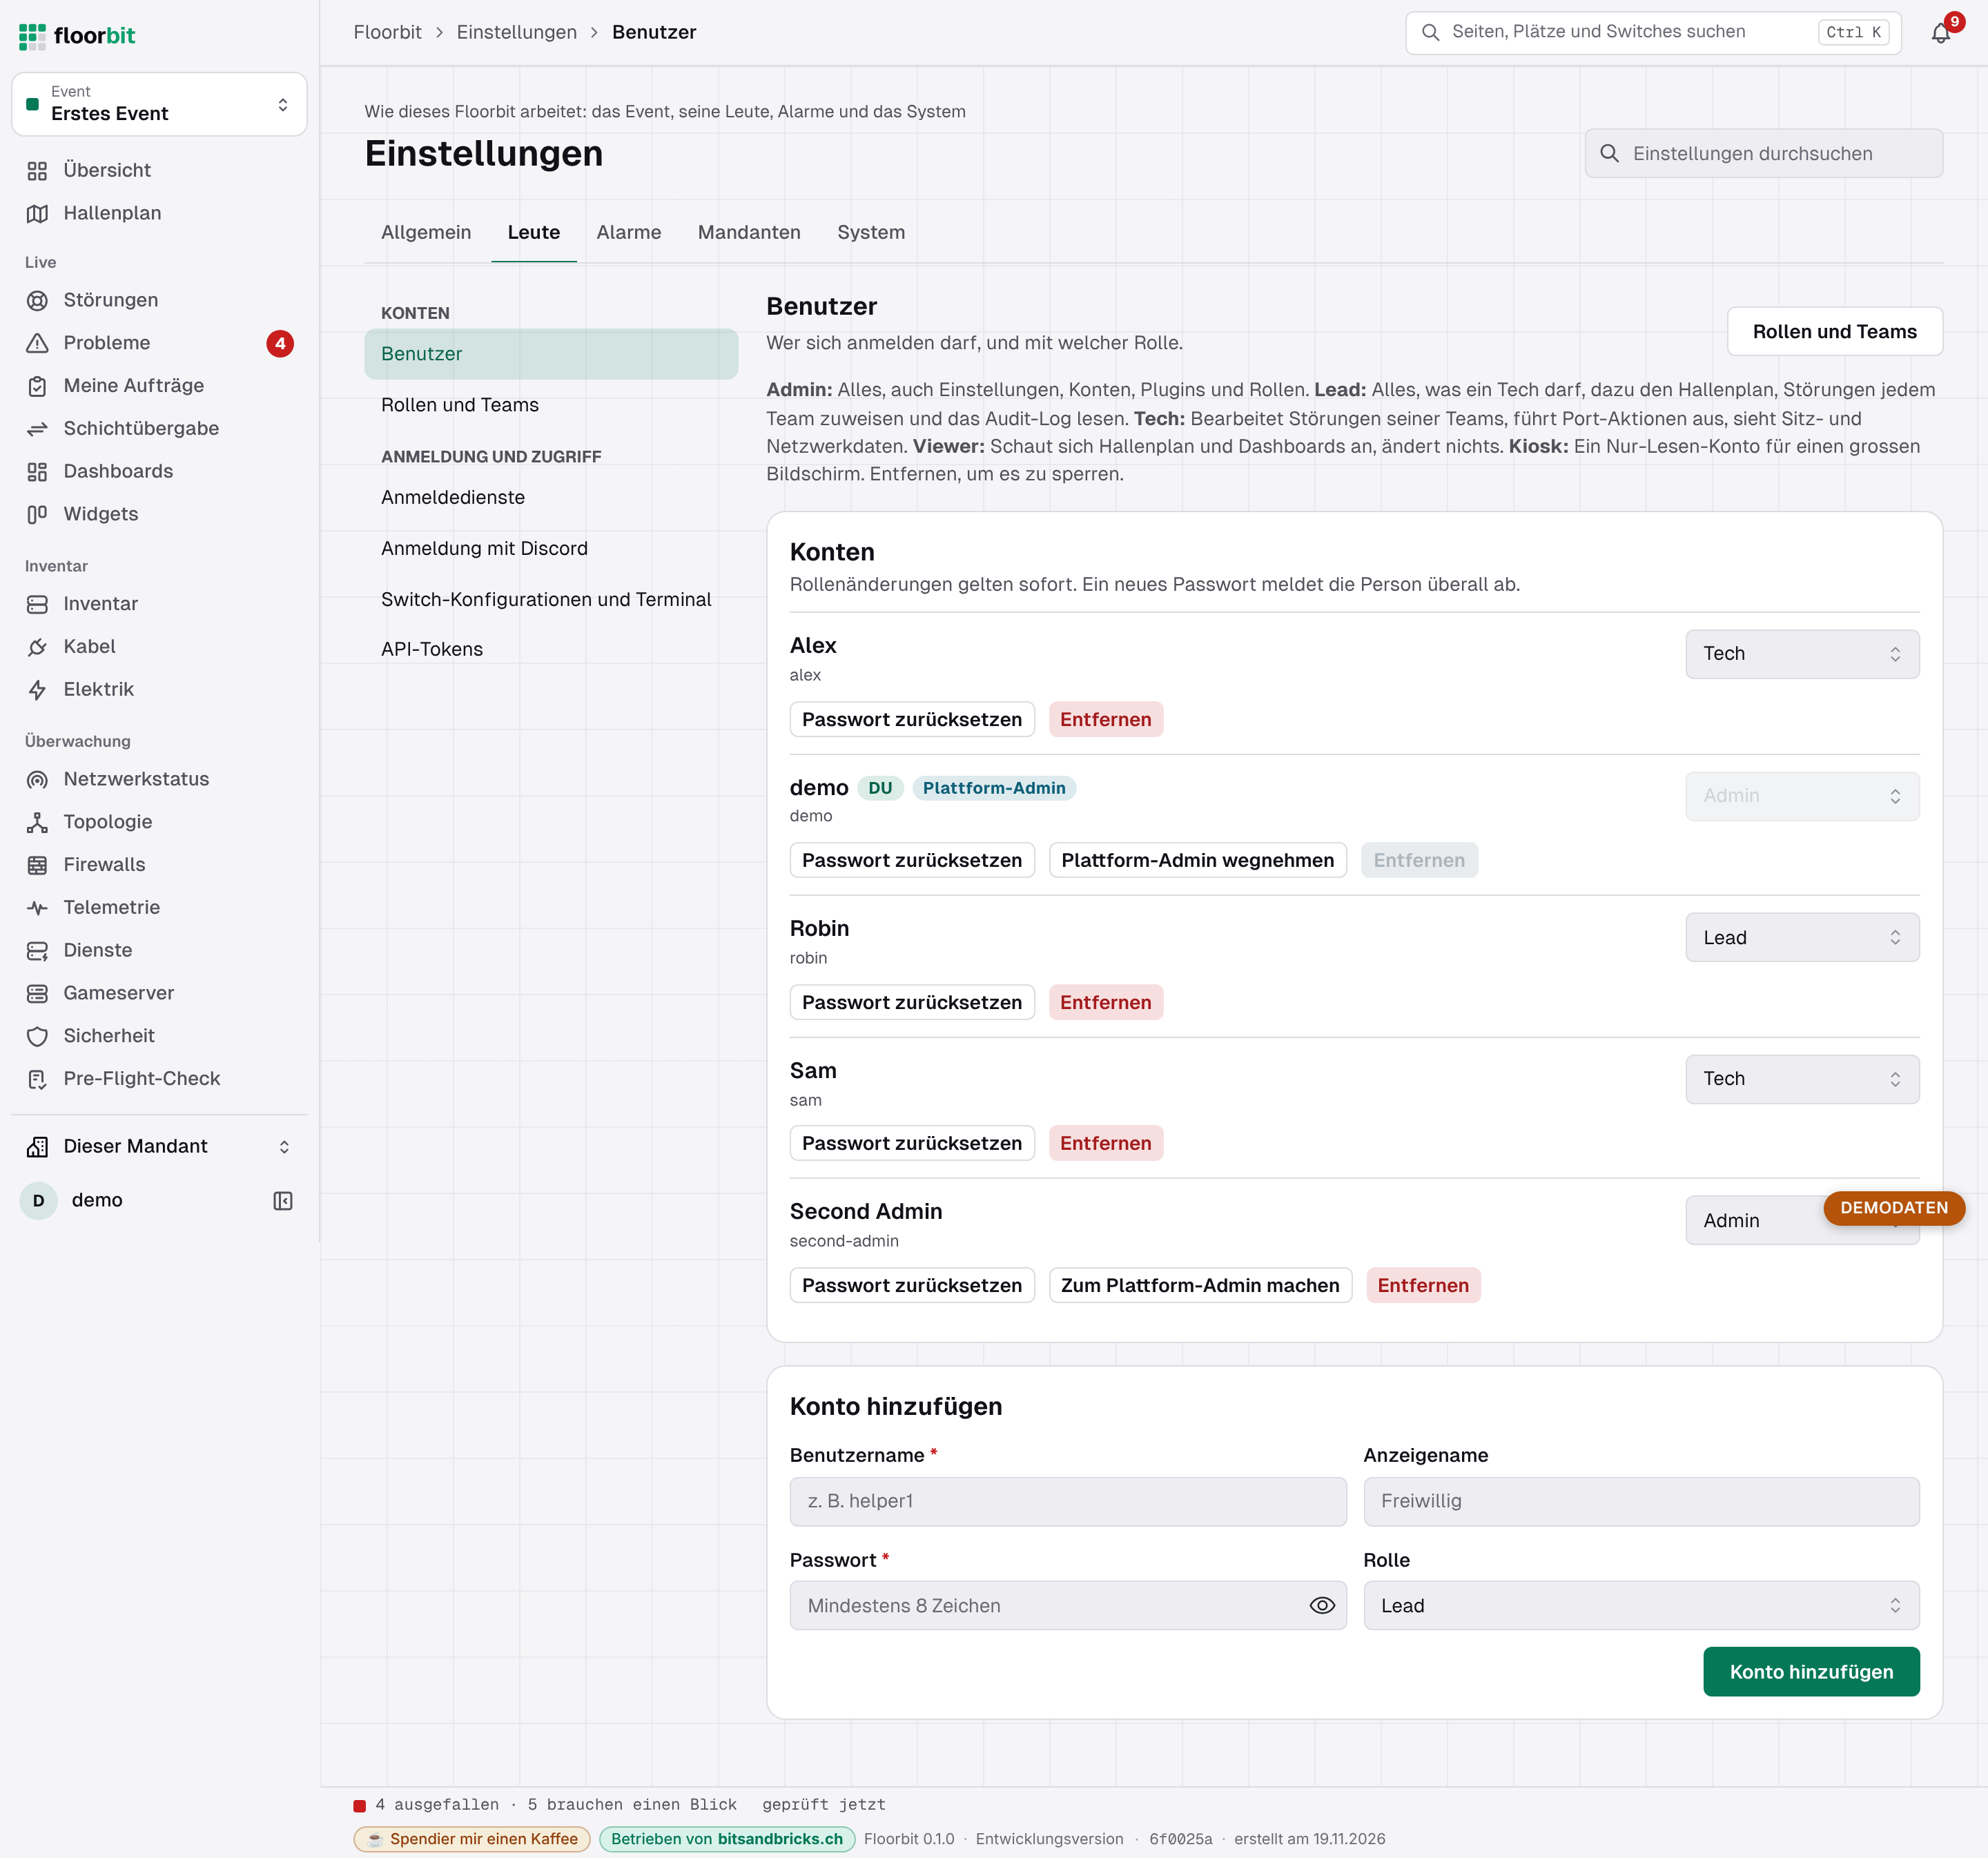 floorbit
Event
Erstes Event
Übersicht
Hallenplan
Live
Störungen
Probleme
4
Meine Aufträge
Schichtübergabe
Dashboards
Widgets
Inventar
Inventar
Kabel
Elektrik
Überwachung
Netzwerkstatus
Topologie
Firewalls
Telemetrie
Dienste
Gameserver
Sicherheit
Pre-Flight-Check
Dieser Mandant
D demo
Floorbit > Einstellungen > Benutzer
Seiten, Plätze und Switches suchen Ctrl K
9
Wie dieses Floorbit arbeitet: das Event, seine Leute, Alarme und das System
Einstellungen
Einstellungen durchsuchen
Allgemein Leute Alarme Mandanten System
KONTEN
Benutzer
Rollen und Teams
ANMELDUNG UND ZUGRIFF
Anmeldedienste
Anmeldung mit Discord
Switch-Konfigurationen und Terminal
API-Tokens
Benutzer
Wer sich anmelden darf, und mit welcher Rolle.
Rollen und Teams
Admin: Alles, auch Einstellungen, Konten, Plugins und Rollen. Lead: Alles, was ein Tech darf, dazu den Hallenplan, Störungen jedem
Team zuweisen und das Audit-Log lesen. Tech: Bearbeitet Störungen seiner Teams, führt Port-Aktionen aus, sieht Sitz- und
Netzwerkdaten. Viewer: Schaut sich Hallenplan und Dashboards an, ändert nichts. Kiosk: Ein Nur-Lesen-Konto für einen grossen
Bildschirm. Entfernen, um es zu sperren.
Konten
Rollenänderungen gelten sofort. Ein neues Passwort meldet die Person überall ab.
Alex
alex
Tech
Passwort zurücksetzen Entfernen
demo DU Plattform-Admin
demo
Admin
Passwort zurücksetzen Plattform-Admin wegnehmen Entfernen
Robin
robin
Lead
Passwort zurücksetzen Entfernen
Sam
sam
Tech
Passwort zurücksetzen Entfernen
Second Admin
second-admin
Admin
DEMODATEN
Passwort zurücksetzen Zum Plattform-Admin machen Entfernen
Konto hinzufügen
Benutzername * Anzeigename
z. B. helper1 Freiwillig
Passwort * Rolle
Mindestens 8 Zeichen Lead
Konto hinzufügen
4 ausgefallen · 5 brauchen einen Blick geprüft jetzt
Spendier mir einen Kaffee Betrieben von bitsandbricks.ch Floorbit 0.1.0 · Entwicklungsversion · 6f0025a · erstellt am 19.11.2026